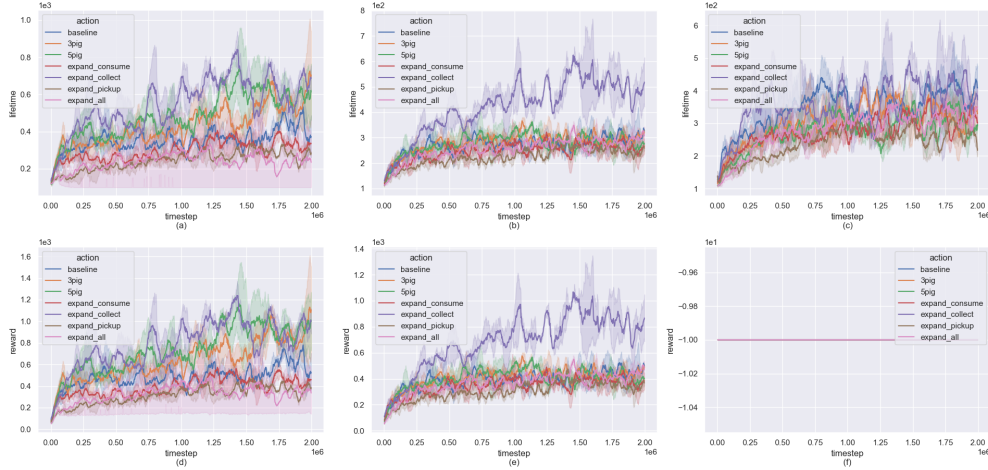 1e3
action
baseline
3pig
5pig
expand_consume
expand_collect
expand_pickup
expand_all
lifetime
1.0
0.8
0.6
0.4
0.2
0.00 0.25 0.50 0.75 1.00 1.25 1.50 1.75 2.00
timestep
1e6
(a)
1e2
action
baseline
3pig
5pig
expand_consume
expand_collect
expand_pickup
expand_all
lifetime
8
7
6
5
4
3
2
1
0.00 0.25 0.50 0.75 1.00 1.25 1.50 1.75 2.00
timestep
1e6
(b)
1e2
action
baseline
3pig
5pig
expand_consume
expand_collect
expand_pickup
expand_all
lifetime
6
5
4
3
2
1
0.00 0.25 0.50 0.75 1.00 1.25 1.50 1.75 2.00
timestep
1e6
(c)
1e3
action
baseline
3pig
5pig
expand_consume
expand_collect
expand_pickup
expand_all
reward
1.6
1.4
1.2
1.0
0.8
0.6
0.4
0.2
0.0
0.00 0.25 0.50 0.75 1.00 1.25 1.50 1.75 2.00
timestep
1e6
(d)
1e3
action
baseline
3pig
5pig
expand_consume
expand_collect
expand_pickup
expand_all
reward
1.4
1.2
1.0
0.8
0.6
0.4
0.2
0.0
0.00 0.25 0.50 0.75 1.00 1.25 1.50 1.75 2.00
timestep
1e6
(e)
1e1
action
baseline
3pig
5pig
expand_consume
expand_collect
expand_pickup
expand_all
reward
−0.96
−0.98
−1.00
−1.02
−1.04
0.00 0.25 0.50 0.75 1.00 1.25 1.50 1.75 2.00
timestep
1e6
(f)